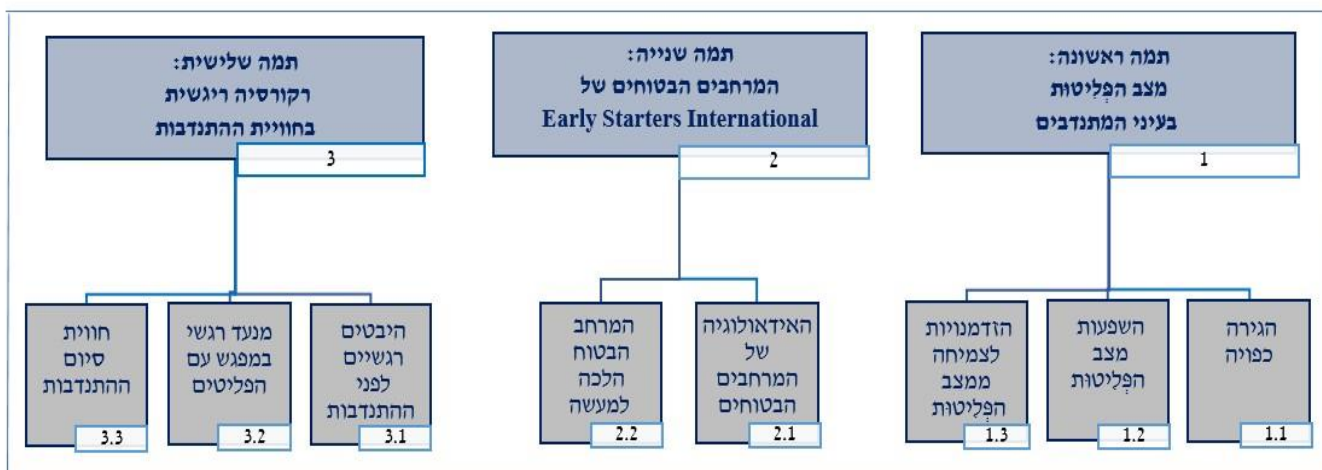 תמה ראשונה:
מצב הפְּלִיטוּת
בעיני המתנדבים
1
תמה שנייה:
המרחבים הבטוחים של
Early Starters International
2
תמה שלישית:
רקורסיה ריגשית
בחוויית ההתנדבות
3
הגירה
כפויה
1.1
השפעות
מצב
הפְּלִיטוּת
1.2
הזדמנויות
לצמיחה
ממצב
הפְּלִיטוּת
1.3
האידאולוגיה
של
המרחבים
הבטוחים
2.1
המרחב
הבטוח
הלכה
למעשה
2.2
היבטים
רגשיים
לפני
ההתנדבות
3.1
מנעד רגשי
במפגש עם
הפליטים
3.2
חווית
סיום
ההתנדבות
3.3